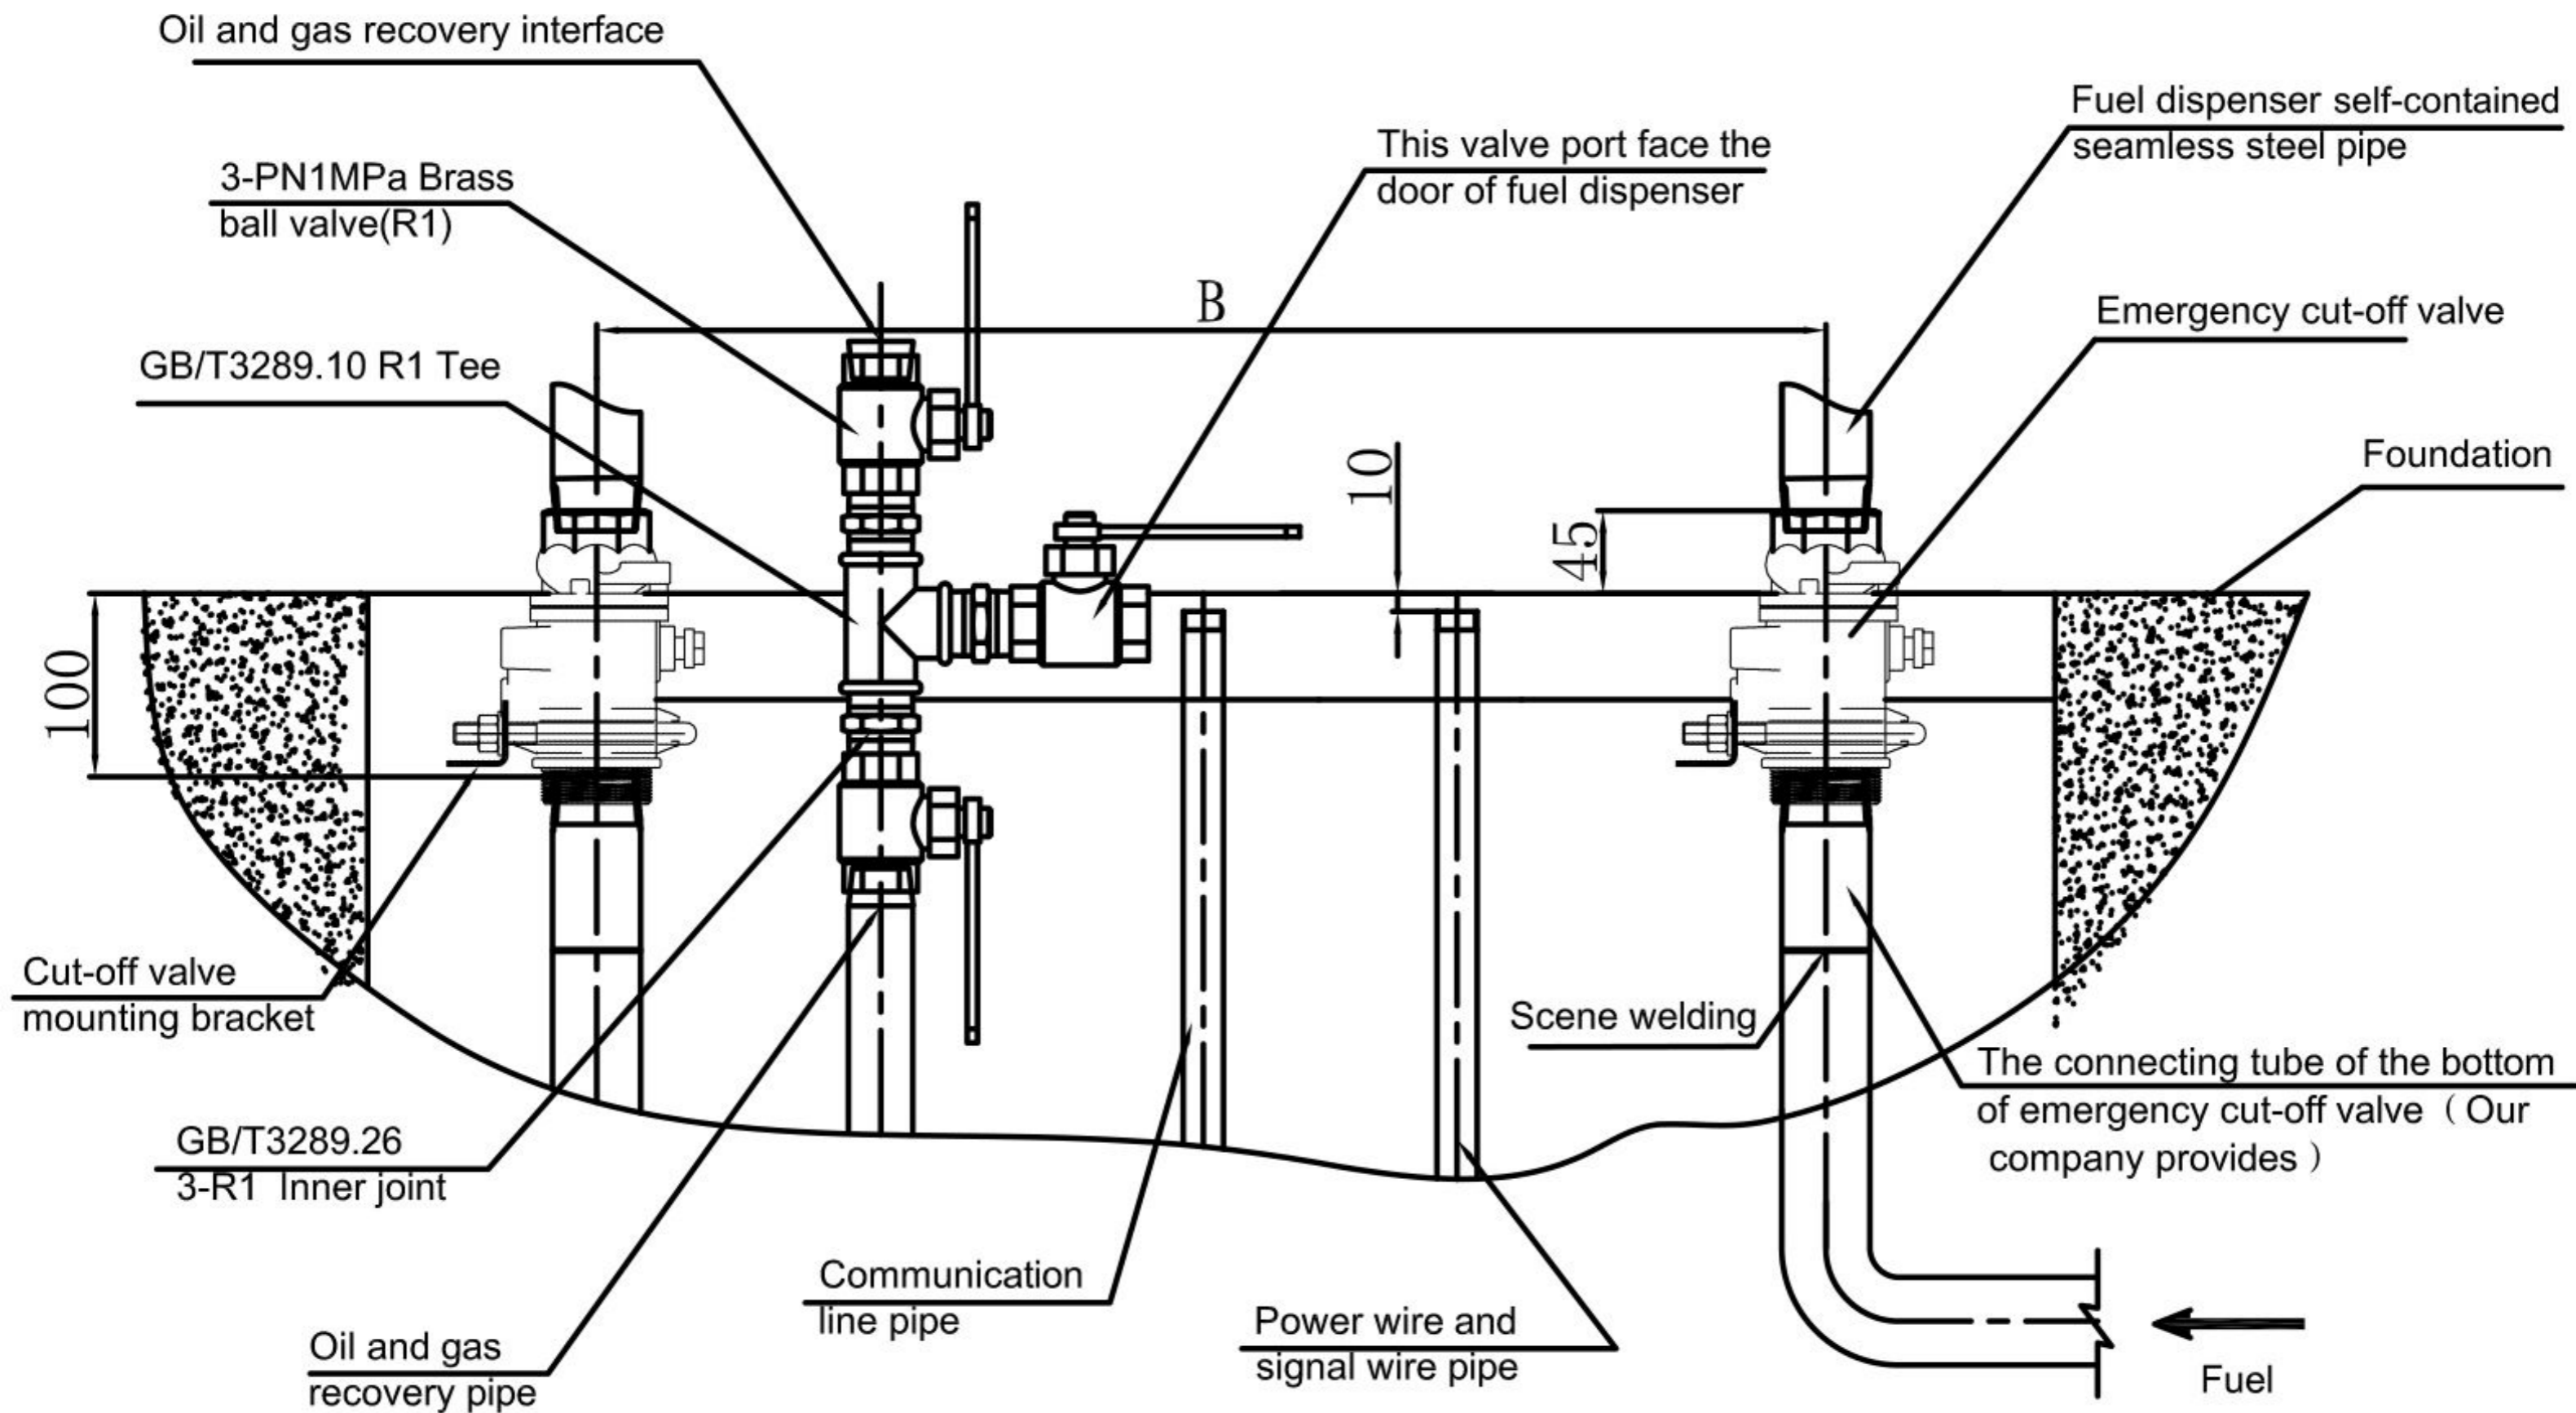 Oil and gas recovery interface
Fuel dispenser self-contained
seamless steel pipe
This valve port face the
door of fuel dispenser
3-PN1MPa Brass
ball valve(R1)
B
Emergency cut-off valve
GB/T3289.10 R1 Tee
Foundation
10
45
100
Cut-off valve
mounting bracket
Scene welding
The connecting tube of the bottom
of emergency cut-off valve（Our
company provides）
GB/T3289.26
3-R1 Inner joint
Communication
line pipe
Power wire and
signal wire pipe
Oil and gas
recovery pipe
Fuel